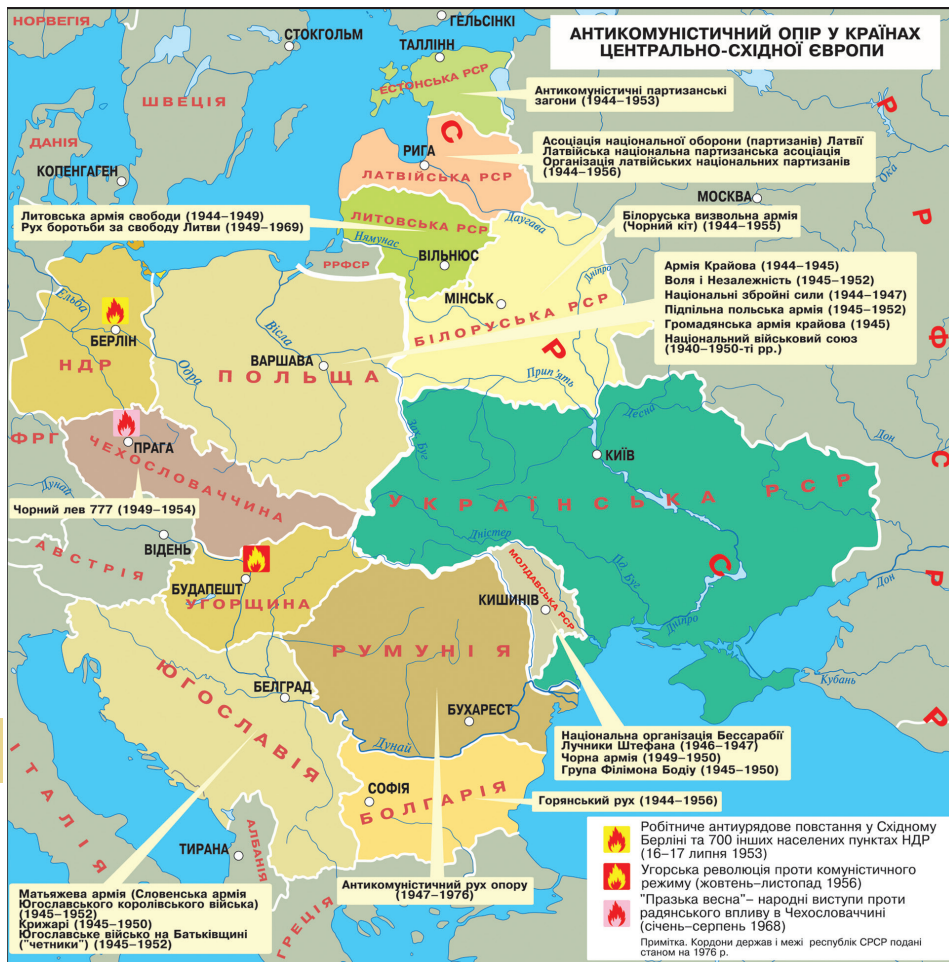 АНТИКОМУНІСТИЧНИЙ ОПІР У КРАЇНАХ
ЦЕНТРАЛЬНО-СХІДНОЇ ЄВРОПИ
НОРВЕГІЯ
СТОКГОЛЬМ
ГЕЛЬСІНКІ
ТАЛЛІНН
ЕСТОНСЬКА РСР
ШВЕЦІЯ
Антикомуністичні партизанські
загони (1944–1953)
ДАНІЯ
КОПЕНГАГЕН
С
РИГА
ЛАТВІЙСЬКА РСР
Асоціація національної оборони (партизанів) Латвії
Латвійська національна партизанська асоціація
Організація латвійських національних партизанів
(1944–1956)
Р
Ока
МОСКВА
Р
Литовська армія свободи (1944–1949)
Рух боротьби за свободу Литви (1949–1969)
ЛИТОВСЬКА РСР
Даугава
Нямунас
ВІЛЬНЮС
РРФСР
Білоруська визвольна армія
(Чорний кіт) (1944–1955)
Дніпро
Армія Крайова (1944–1945)
Воля і Незалежність (1945–1952)
Національні збройні сили (1944–1947)
Підпільна польська армія (1945–1952)
Громадянська армія крайова (1945)
Національний військовий союз
(1940–1950-ті рр.)
МІНСЬК
БІЛОРУСЬКА РСР
Р
Ф
Ельба
БЕРЛІН
НДР
Одра
Вісла
ВАРШАВА
ПОЛЬЩА
Прип'ять
Десна
Дон
С
ФРГ
ПРАГА
ЧЕХОСЛОВАЧЧИНА
Зах. Буг
КИЇВ
УКРАЇНСЬКА РСР
Дунай
Чорний лев 777 (1949–1954)
ВІДЕНЬ
АВСТРІЯ
Дністер
Пд. Буг
С
Дон
Р
БУДАПЕШТ
УГОРЩИНА
МОЛДАВСЬКА РСР
КИШИНІВ
Дніпро
РУМУНІЯ
Кубань
Р
ЮГОСЛАВІЯ
БЕЛГРАД
БУХАРЕСТ
Дунай
Національна організація Бессарабії
Лучники Штефана (1946–1947)
Чорна армія (1949–1950)
Група Філімона Бодіу (1945–1950)
ІТАЛІЯ
СОФІЯ
БОЛГАРІЯ
Горянський рух (1944–1956)
ТИРАНА
АЛБАНІЯ
ГРЕЦІЯ
Антикомуністичний рух опору
(1947–1976)
Матьяжева армія (Словенська армія
Югославського королівського війська)
(1945–1952)
Крижарі (1945–1950)
Югославське військо на Батьківщині
("четники") (1945–1952)
Робітниче антиурядове повстання у Східному
Берліні та 700 інших населених пунктах НДР
(16–17 липня 1953)
Угорська революція проти комуністичного
режиму (жовтень–листопад 1956)
"Празька весна"– народні виступи проти
радянського впливу в Чехословаччині
(січень–серпень 1968)
Примітка. Кордони держав і межі республік СРСР подані
станом на 1976 р.